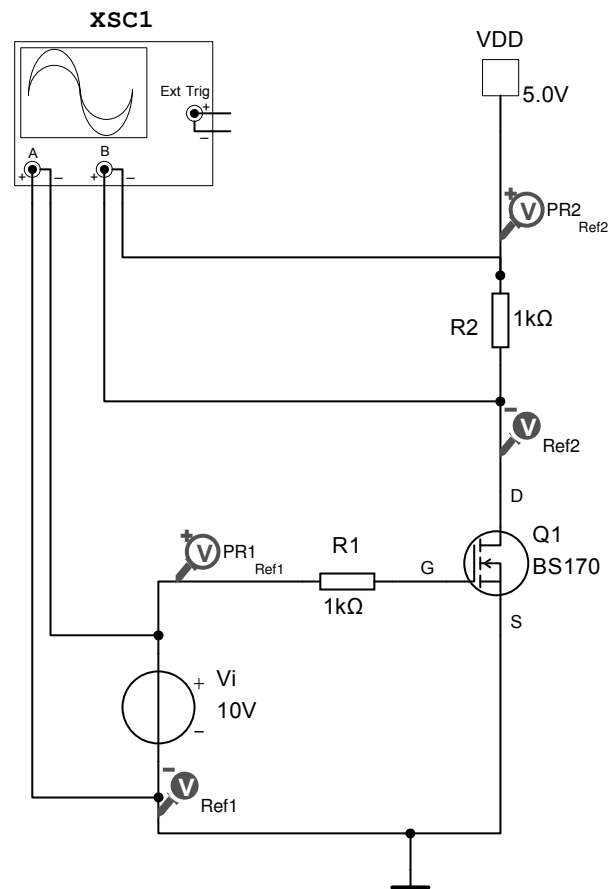 XSC1
VDD
5.0V
Ext Trig
+
−
A
B
+ − + −
+
V PR2
Ref2
R2 1kΩ
−
V
Ref2
D
Q1
BS170
+
V PR1
Ref1
R1
1kΩ
G
S
+
Vi
10V
−
−
V
Ref1